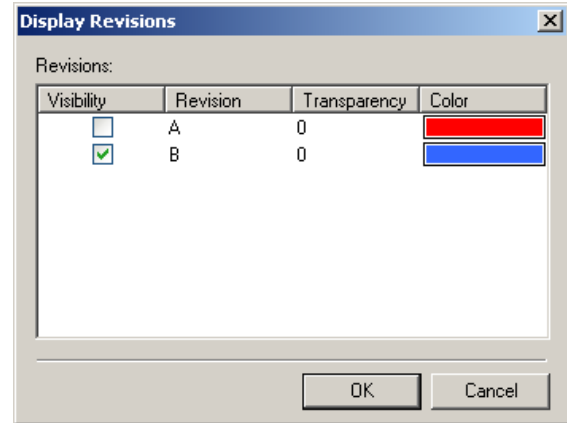 Display Revisions
Revisions:
Visibility Revision Transparency Color
A 0
B 0
OK Cancel